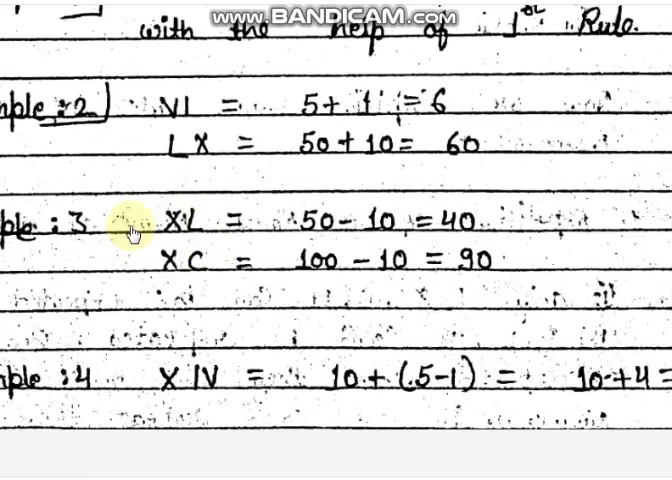 www.BANDICAM.com
with the help of 1st Rule.
mple : 2 VI = 5 + 1 = 6
LX = 50 + 10 = 60
ple : 3 XL = 50 - 10 = 40
XC = 100 - 10 = 90
mple : 4 XIV = 10 + (5-1) = 10 + 4 =